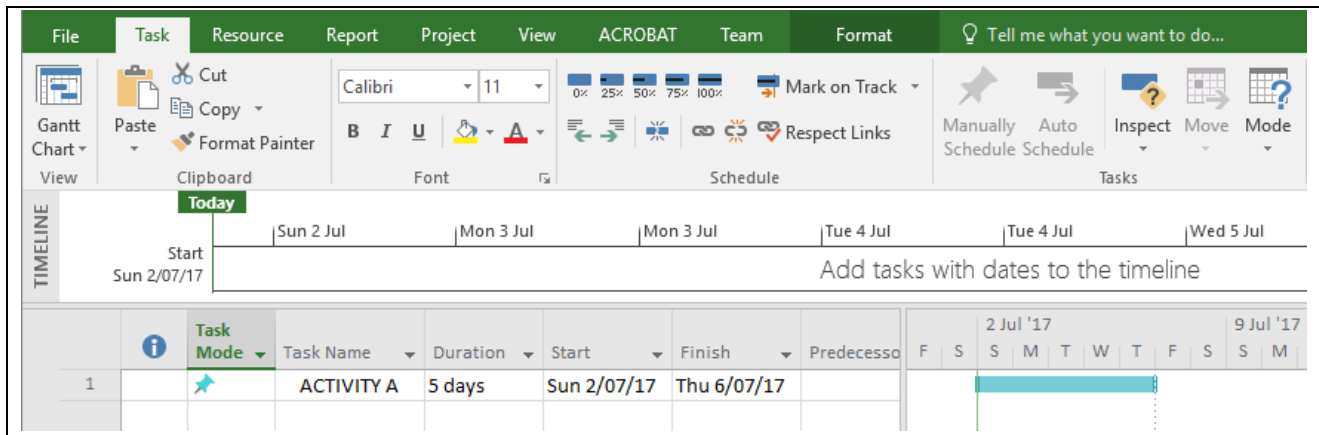 File Task Resource Report Project View ACROBAT Team Format Tell me what you want to do...
Cut
Copy
Format Painter
Paste
Gantt
Chart
Calibri 11
B I U A
0% 25% 50% 75% 100%
Mark on Track
Respect Links
Manually
Schedule
Auto
Schedule
Inspect
Move
Mode
View Clipboard Font Schedule Tasks
TIMELINE
Today
Sun 2 Jul Mon 3 Jul Mon 3 Jul Tue 4 Jul Tue 4 Jul Wed 5 Jul
Start
Sun 2/07/17
Add tasks with dates to the timeline
Task
Mode Task Name Duration Start Finish Predecesso
2 Jul '17 9 Jul '17
F S S M T W T F S S M
1 ACTIVITY A 5 days Sun 2/07/17 Thu 6/07/17